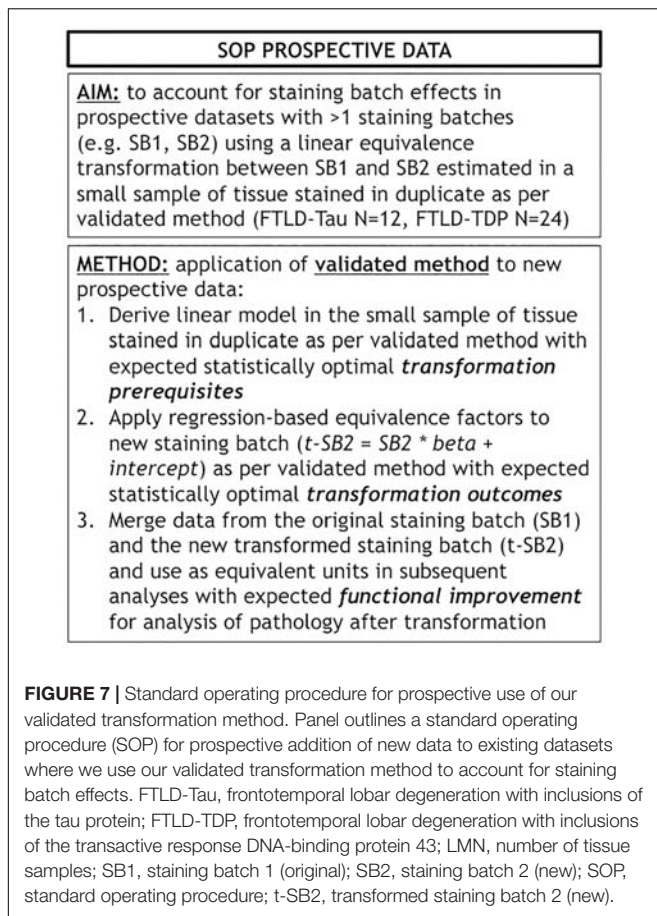 SOP PROSPECTIVE DATA
AIM: to account for staining batch effects in
prospective datasets with >1 staining batches
(e.g. SB1, SB2) using a linear equivalence
transformation between SB1 and SB2 estimated in a
small sample of tissue stained in duplicate as per
validated method (FTLD-Tau N=12, FTLD-TDP N=24)
METHOD: application of validated method to new
prospective data:
1. Derive linear model in the small sample of tissue
stained in duplicate as per validated method with
expected statistically optimal transformation
prerequisites
2. Apply regression-based equivalence factors to
new staining batch (t-SB2 = SB2 * beta +
intercept) as per validated method with expected
statistically optimal transformation outcomes
3. Merge data from the original staining batch (SB1)
and the new transformed staining batch (t-SB2)
and use as equivalent units in subsequent
analyses with expected functional improvement
for analysis of pathology after transformation
FIGURE 7 | Standard operating procedure for prospective use of our
validated transformation method. Panel outlines a standard operating
procedure (SOP) for prospective addition of new data to existing datasets
where we use our validated transformation method to account for staining
batch effects. FTLD-Tau, frontotemporal lobar degeneration with inclusions of
the tau protein; FTLD-TDP, frontotemporal lobar degeneration with inclusions
of the transactive response DNA-binding protein 43; LMN, number of tissue
samples; SB1, staining batch 1 (original); SB2, staining batch 2 (new); SOP,
standard operating procedure; t-SB2, transformed staining batch 2 (new).